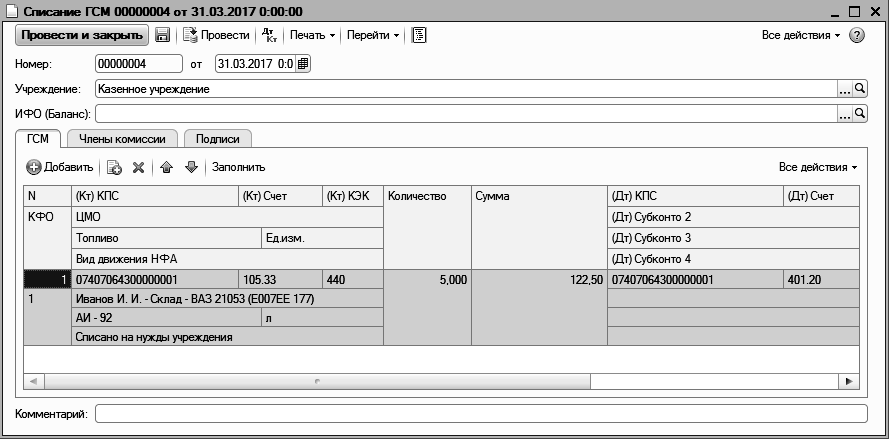 Списание ГСМ 00000004 от 31.03.2017 0:00:00
Провести и закрыть Провести Дт Кт Печать Перейти Все действия ?
Номер: 00000004 от 31.03.2017 0:0
Учреждение: Казенное учреждение ...
ИФО (Баланс): ...
ГСМ Члены комиссии Подписи
Добавить Заполнить Все действия
N (Кт) КПС (Кт) Счет (Кт) КЭК Количество Сумма (Дт) КПС (Дт) Счет
КФО ЦМО (Дт) Субконто 2
Топливо Ед.изм. (Дт) Субконто 3
Вид движения НФА (Дт) Субконто 4
1 07407064300000001 105.33 440 5,000 122,50 07407064300000001 401.20
1 Иванов И. И. - Склад - ВАЗ 21053 (Е007ЕЕ 177)
АИ - 92 л
Списано на нужды учреждения
Комментарий: